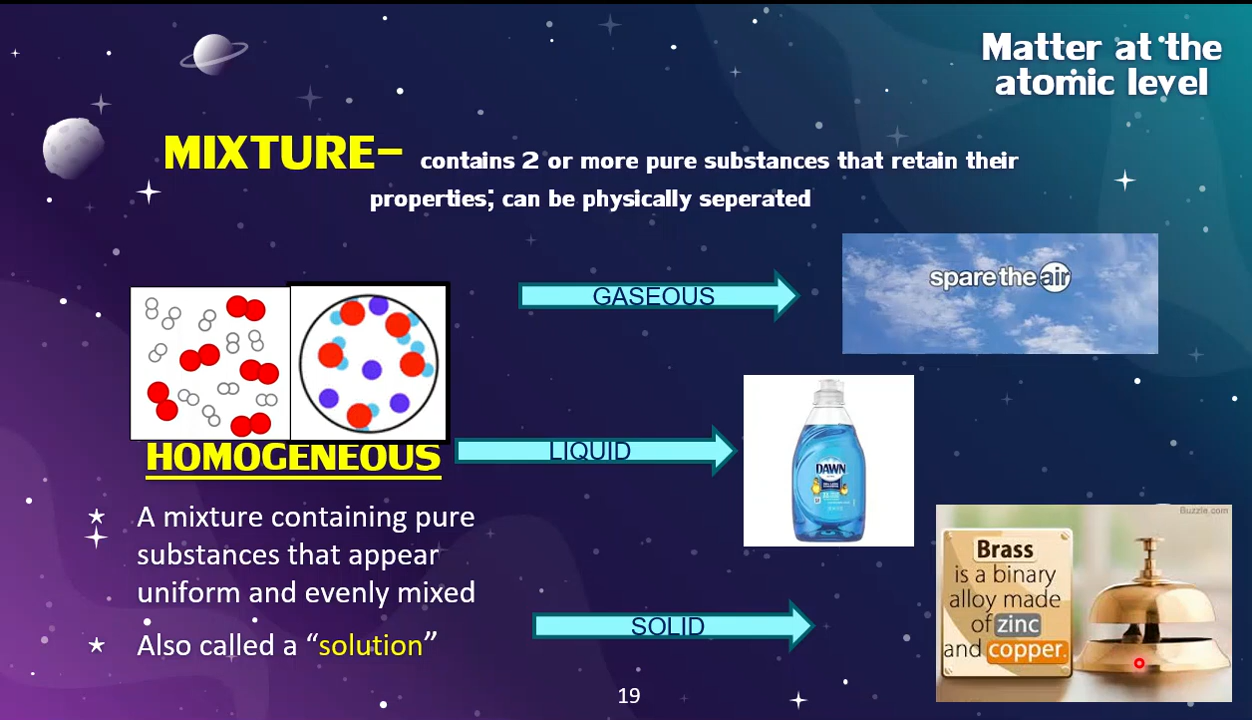 Matter at the
atomic level
MIXTURE- contains 2 or more pure substances that retain their
properties; can be physically seperated
GASEOUS
spare the air
HOMOGENEOUS
LIQUID
DAWN
A mixture containing pure
substances that appear
uniform and evenly mixed
Also called a “solution”
SOLID
Buzzle.com
Brass
is a binary
alloy made
of zinc
and copper.
19